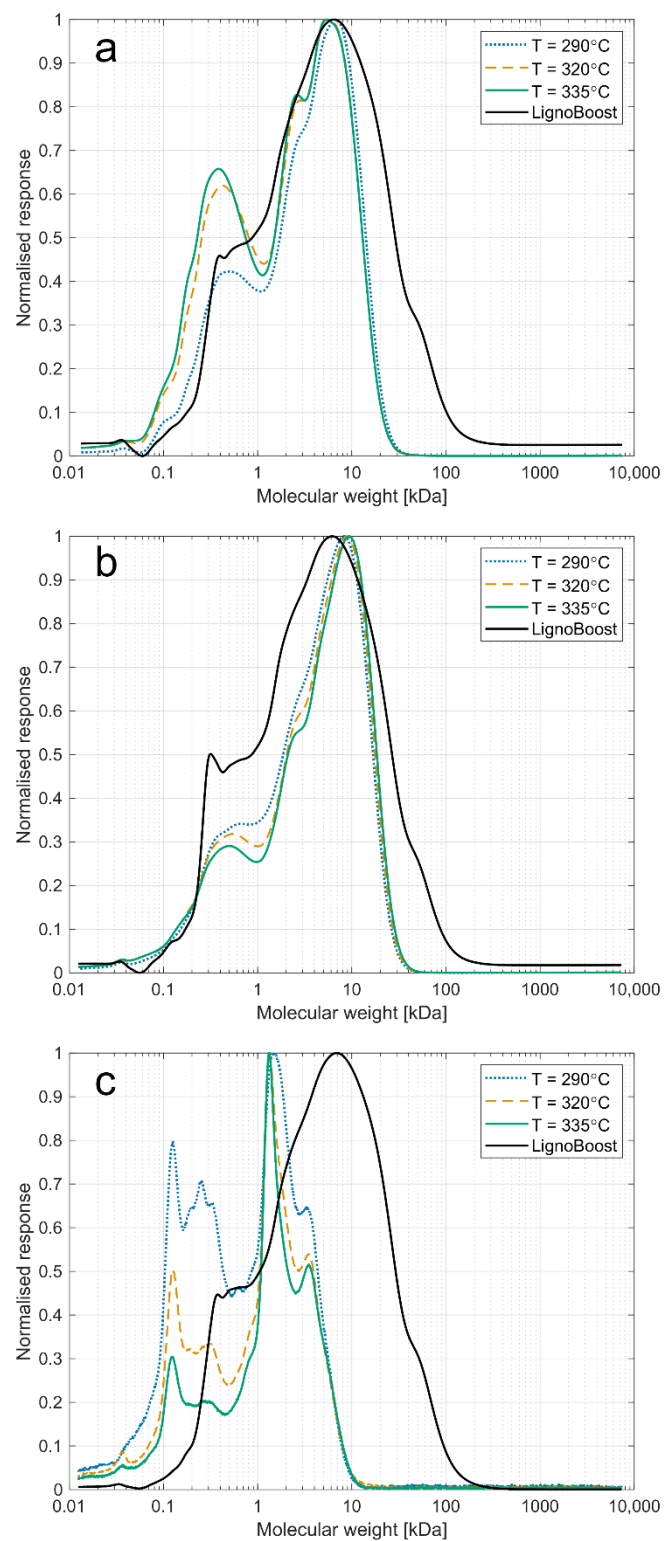 a
1
0.9
0.8
0.7
0.6
0.5
0.4
0.3
0.2
0.1
0
Normalised response
T = 290°C
T = 320°C
T = 335°C
LignoBoost
0.01 0.1 1 10 100 1000 10,000
Molecular weight [kDa]
b
1
0.9
0.8
0.7
0.6
0.5
0.4
0.3
0.2
0.1
0
Normalised response
T = 290°C
T = 320°C
T = 335°C
LignoBoost
0.01 0.1 1 10 100 1000 10,000
Molecular weight [kDa]
c
1
0.9
0.8
0.7
0.6
0.5
0.4
0.3
0.2
0.1
0
Normalised response
T = 290°C
T = 320°C
T = 335°C
LignoBoost
0.01 0.1 1 10 100 1000 10,000
Molecular weight [kDa]